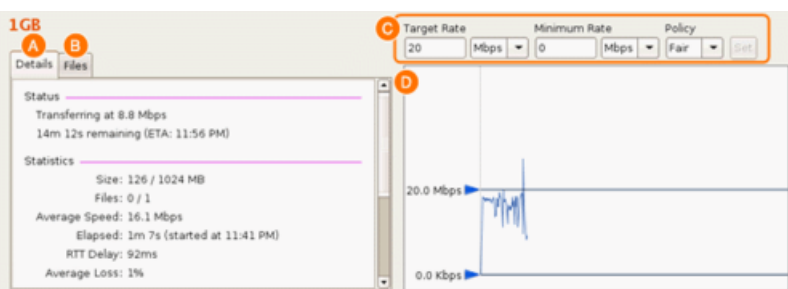 1GB
A
B
Details
Files
Status
Transferring at 8.8 Mbps
14m 12s remaining (ETA: 11:56 PM)
Statistics
Size: 126 / 1024 MB
Files: 0 / 1
Average Speed: 16.1 Mbps
Elapsed: 1m 7s (started at 11:41 PM)
RTT Delay: 92ms
Average Loss: 1%
C
Target Rate Minimum Rate Policy
20 Mbps 0 Mbps Fair Set
D
20.0 Mbps
0.0 Kbps